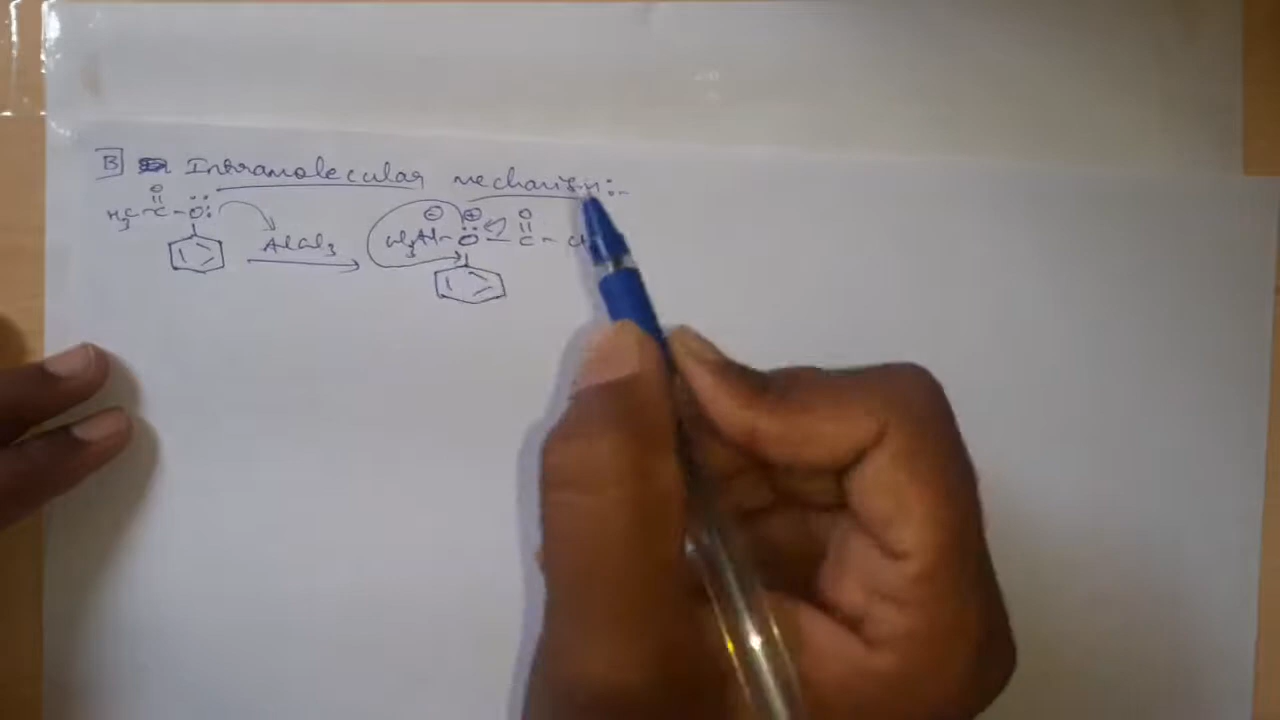 B Intramolecular mechanism:-
H3C-C-O:
O
AlCl3
Cl3Al-O-C-
⊖ ⊕ O